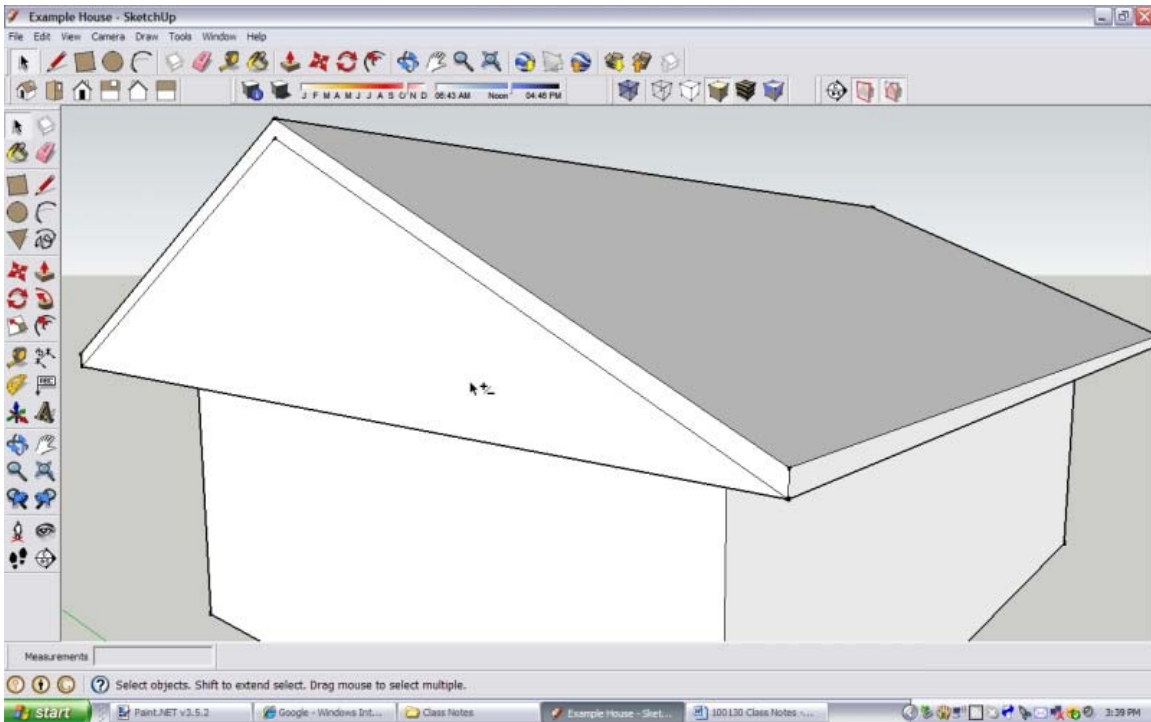 Example House - SketchUp
File Edit View Camera Draw Tools Window Help
J F M A M J J A S O N D 06:43 AM Noon 04:46 PM
Measurements
Select objects. Shift to extend select. Drag mouse to select multiple.
start Paint.NET v3.5.2 Google - Windows Int... Class Notes Example House - Sket... 100130 Class Notes -... 3:39 PM